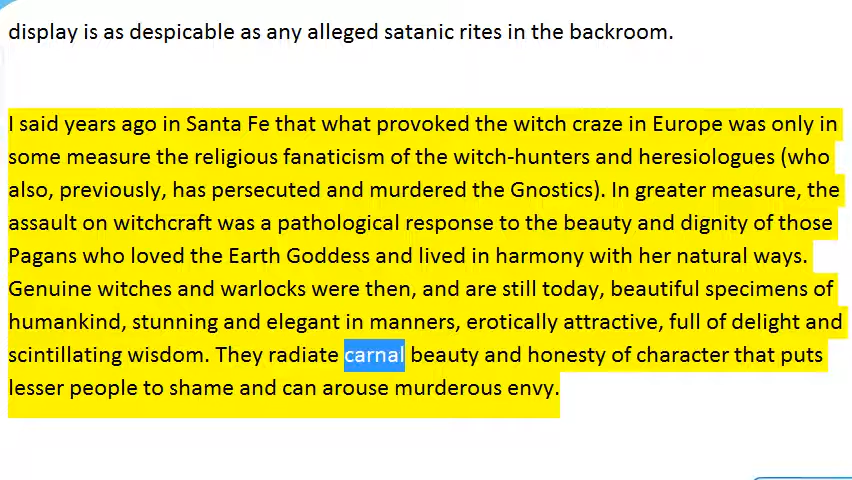 display is as despicable as any alleged satanic rites in the backroom.
I said years ago in Santa Fe that what provoked the witch craze in Europe was only in
some measure the religious fanaticism of the witch-hunters and heresiologues (who
also, previously, has persecuted and murdered the Gnostics). In greater measure, the
assault on witchcraft was a pathological response to the beauty and dignity of those
Pagans who loved the Earth Goddess and lived in harmony with her natural ways.
Genuine witches and warlocks were then, and are still today, beautiful specimens of
humankind, stunning and elegant in manners, erotically attractive, full of delight and
scintillating wisdom. They radiate carnal beauty and honesty of character that puts
lesser people to shame and can arouse murderous envy.